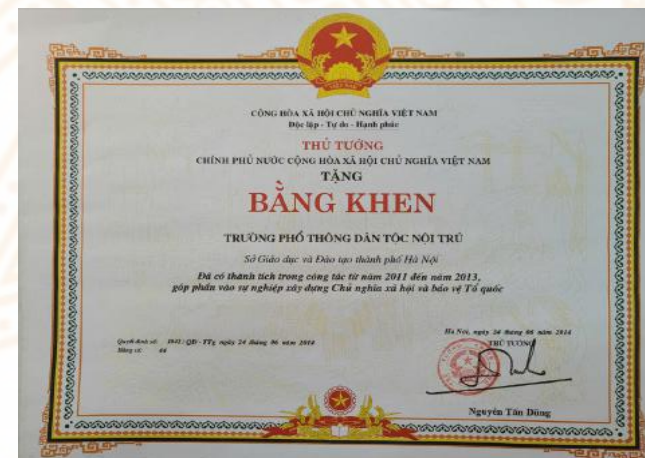 CỘNG HÒA XÃ HỘI CHỦ NGHĨA VIỆT NAM
Độc lập - Tự do - Hạnh phúc
THỦ TƯỚNG
CHÍNH PHỦ NƯỚC CỘNG HÒA XÃ HỘI CHỦ NGHĨA VIỆT NAM
TẶNG
BẰNG KHEN
TRƯỜNG PHỔ THÔNG DÂN TỘC NỘI TRÚ
Sở Giáo dục và Đào tạo thành phố Hà Nội
Đã có thành tích trong công tác từ năm 2011 đến năm 2013,
góp phần vào sự nghiệp xây dựng Chủ nghĩa xã hội và bảo vệ Tổ quốc
Hà Nội, ngày 24 tháng 06 năm 2014
Quyết định số: /QĐ - TTg ngày 24 tháng 06 năm 2014
THỦ TƯỚNG
Bảng số: 44
Nguyễn Tấn Dũng